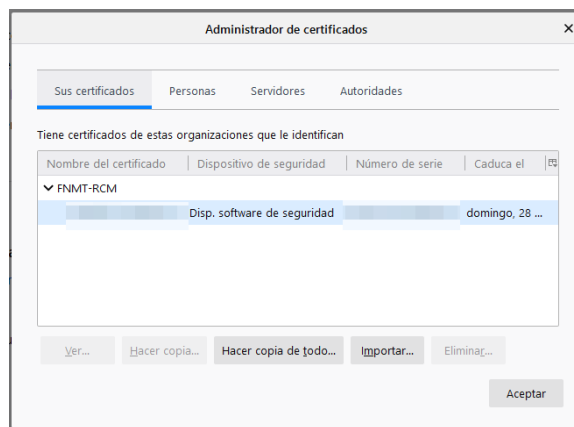 Administrador de certificados
Sus certificados Personas Servidores Autoridades
Tiene certificados de estas organizaciones que le identifican
Nombre del certificado Dispositivo de seguridad Número de serie Caduca el
FNMT-RCM
Disp. software de seguridad domingo, 28 ...
Ver... Hacer copia... Hacer copia de todo... Importar... Eliminar...
Aceptar